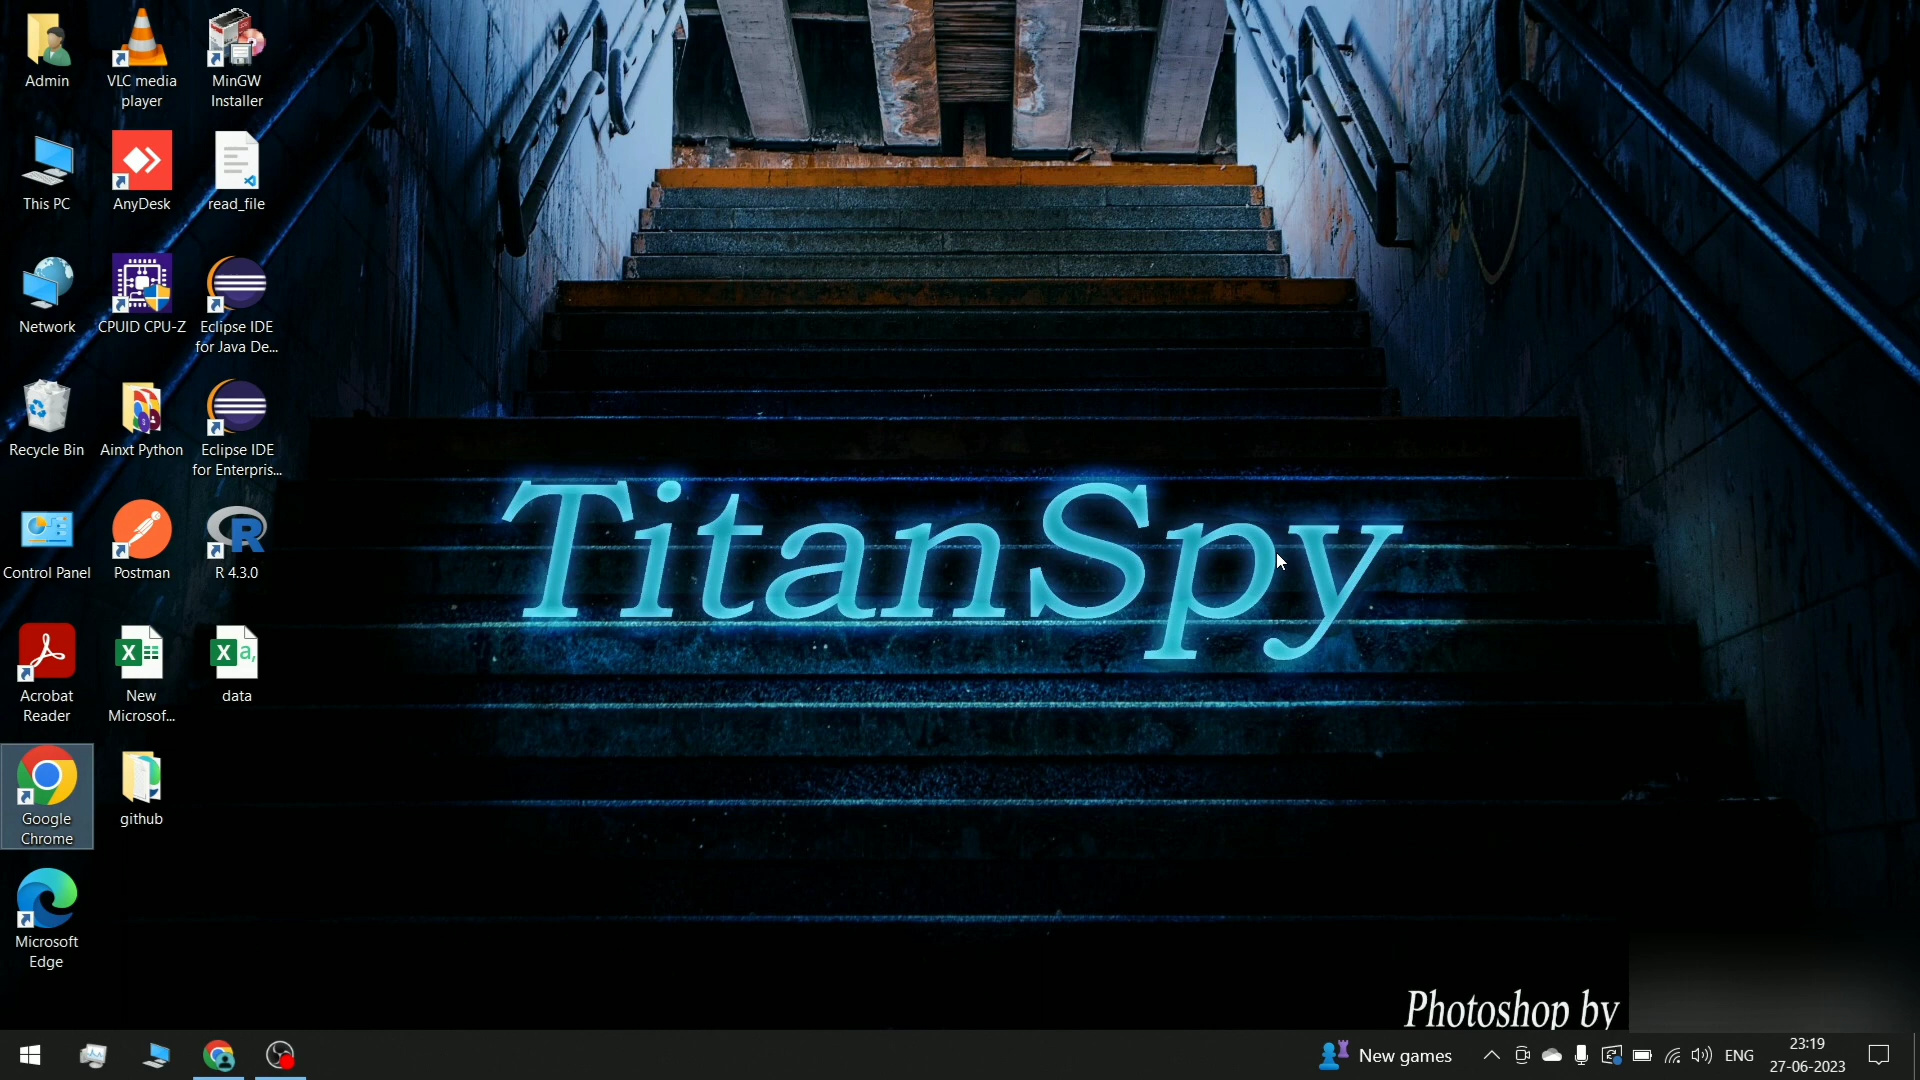 Admin
VLC media
player
MinGW
Installer
This PC
AnyDesk
read_file
Network
CPUID CPU-Z
Eclipse IDE
for Java De...
Recycle Bin
Ainxt Python
Eclipse IDE
for Enterpris...
Control Panel
Postman
R 4.3.0
Acrobat
Reader
New
Microsof...
data
Google
Chrome
github
Microsoft
Edge
TitanSpy
Photoshop by
New games
ENG
23:19
27-06-2023